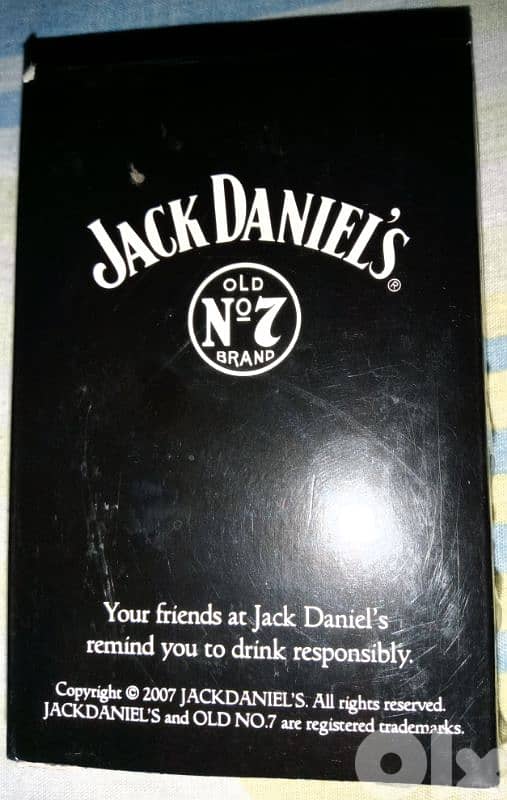 JACK DANIEL'S®
OLD
Nº7
BRAND
Your friends at Jack Daniel's
remind you to drink responsibly.
Copyright © 2007 JACKDANIEL'S. All rights reserved.
JACKDANIEL'S and OLD NO.7 are registered trademarks.
Olx